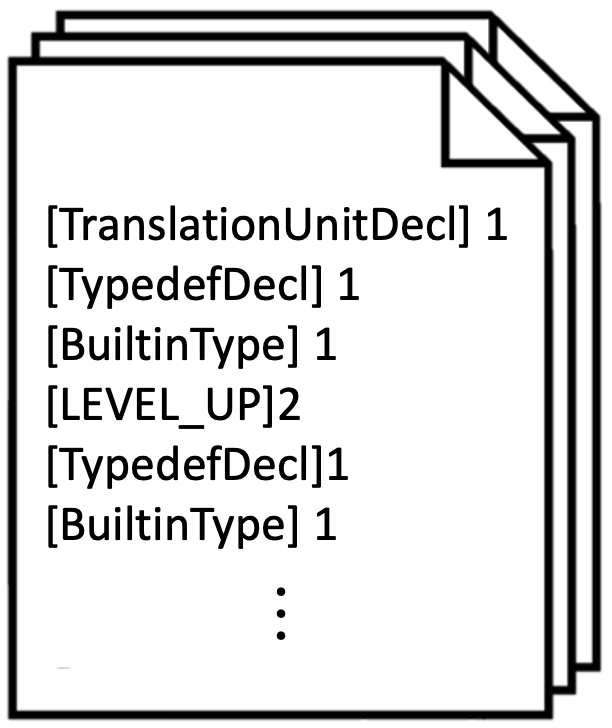 [TranslationUnitDecl] 1
[TypedefDecl] 1
[BuiltinType] 1
[LEVEL_UP]2
[TypedefDecl]1
[BuiltinType] 1
⋮